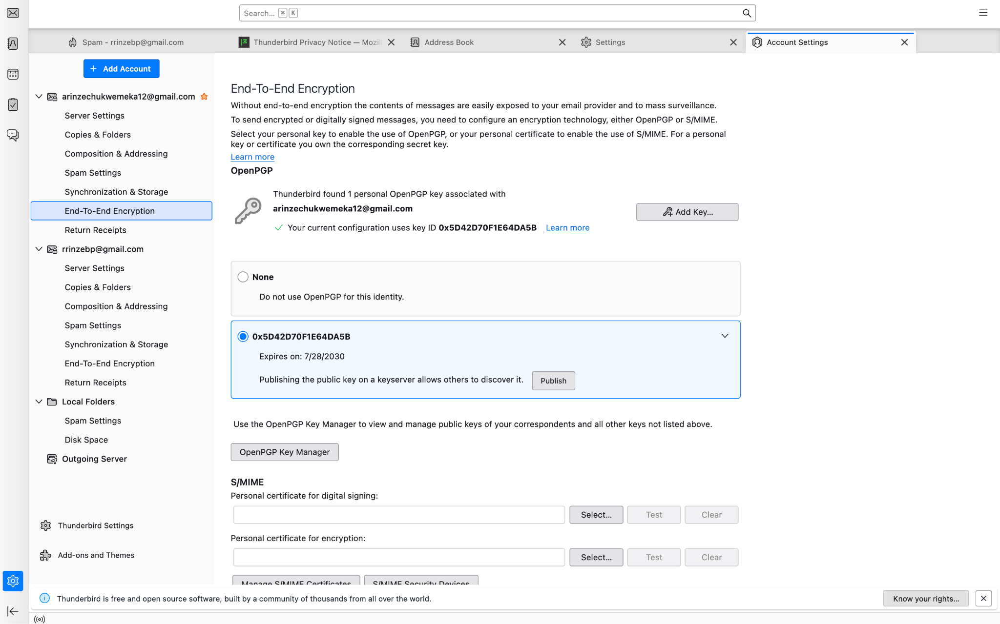 Search... ⌘ K
Spam - rrinzebp@gmail.com
Thunderbird Privacy Notice — Mozil
Address Book
Settings
Account Settings
+ Add Account
arinzechukwemeka12@gmail.com
Server Settings
Copies & Folders
Composition & Addressing
Spam Settings
Synchronization & Storage
End-To-End Encryption
Return Receipts
rrinzebp@gmail.com
Server Settings
Copies & Folders
Composition & Addressing
Spam Settings
Synchronization & Storage
End-To-End Encryption
Return Receipts
Local Folders
Spam Settings
Disk Space
Outgoing Server
Thunderbird Settings
Add-ons and Themes
End-To-End Encryption
Without end-to-end encryption the contents of messages are easily exposed to your email provider and to mass surveillance.
To send encrypted or digitally signed messages, you need to configure an encryption technology, either OpenPGP or S/MIME.
Select your personal key to enable the use of OpenPGP, or your personal certificate to enable the use of S/MIME. For a personal
key or certificate you own the corresponding secret key.
Learn more
OpenPGP
Thunderbird found 1 personal OpenPGP key associated with
arinzechukwemeka12@gmail.com
Your current configuration uses key ID 0x5D42D70F1E64DA5B Learn more
Add Key...
None
Do not use OpenPGP for this identity.
0x5D42D70F1E64DA5B
Expires on: 7/28/2030
Publishing the public key on a keyserver allows others to discover it. Publish
Use the OpenPGP Key Manager to view and manage public keys of your correspondents and all other keys not listed above.
OpenPGP Key Manager
S/MIME
Personal certificate for digital signing:
Select... Test Clear
Personal certificate for encryption:
Select... Test Clear
Manage S/MIME Certificates S/MIME Security Devices
Thunderbird is free and open source software, built by a community of thousands from all over the world.
Know your rights...